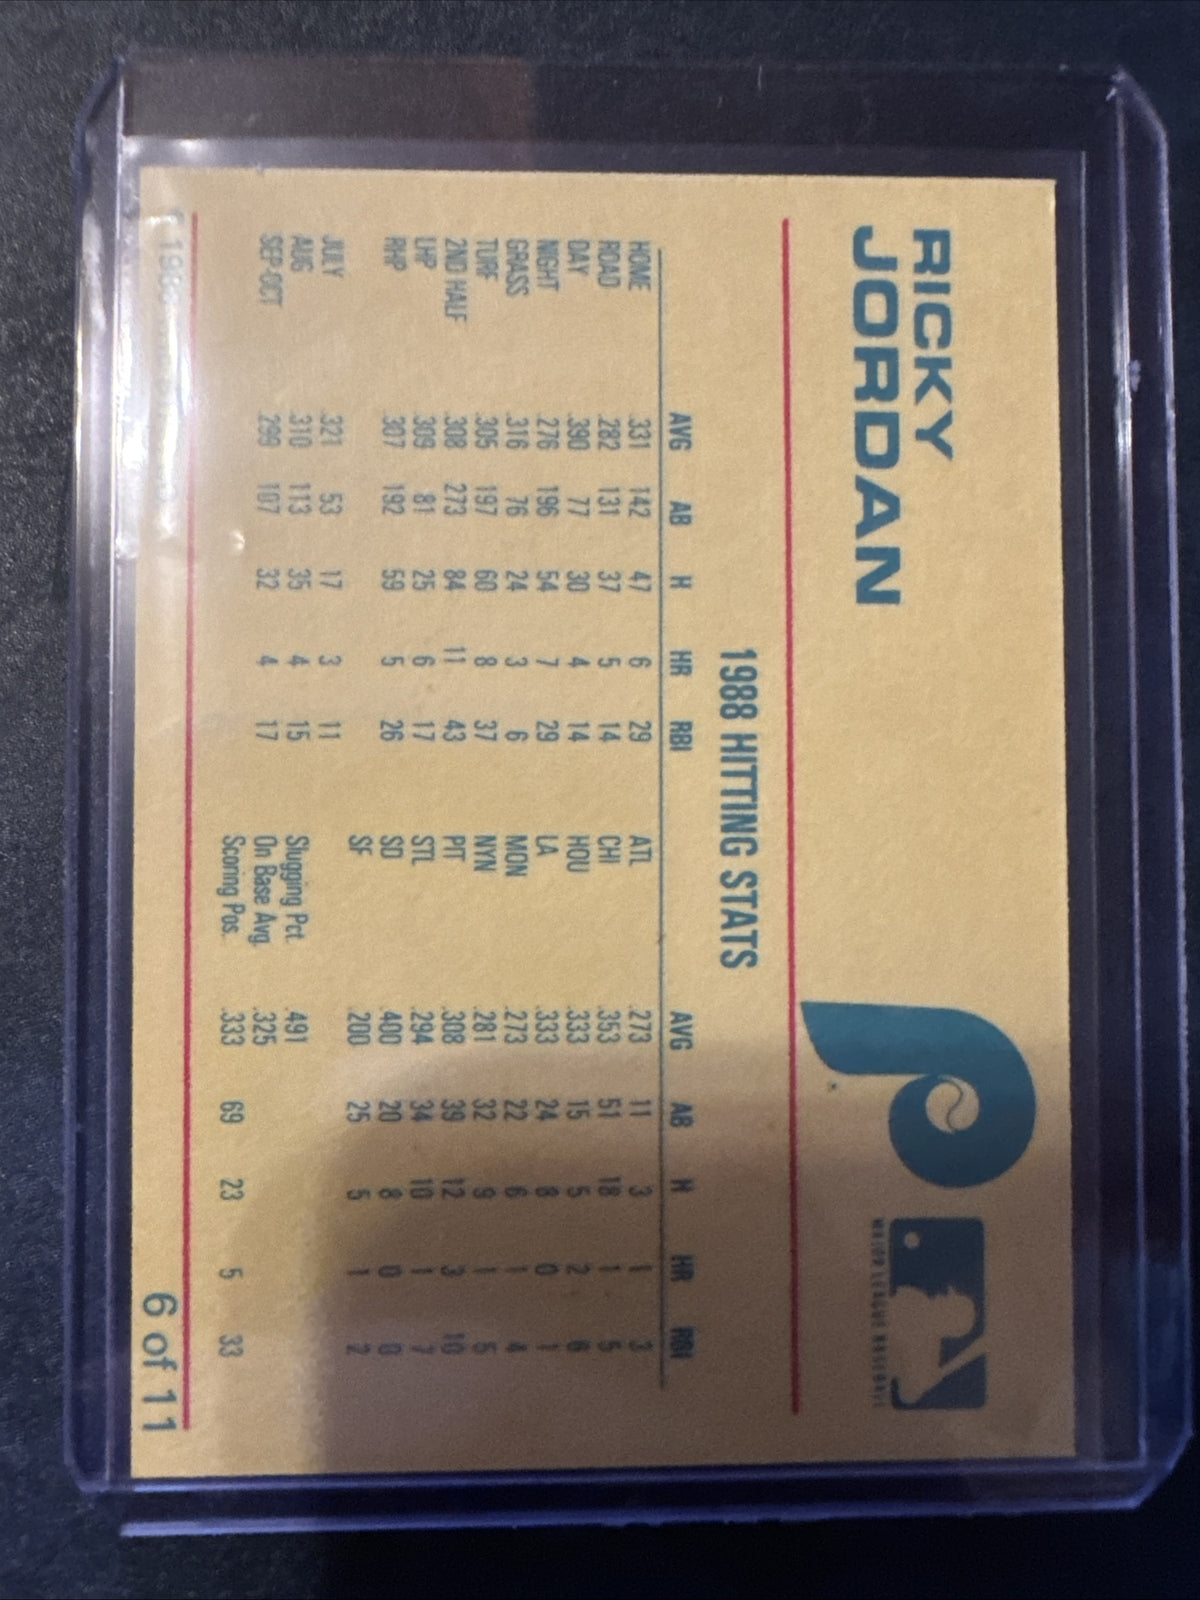 RICKY
JORDAN
MAJOR LEAGUE BASEBALL
1988 HITTING STATS
AVG AB H HR RBI AVG AB H HR RBI
HOME .331 142 47 6 29 ATL .273 11 3 1 3
ROAD .282 131 37 5 14 CHI .353 51 18 1 5
DAY .390 77 30 4 14 HOU .333 15 5 2 6
NIGHT .276 196 54 7 29 LA .333 24 8 0 1
GRASS .316 76 24 3 6 MON .273 22 6 1 4
TURF .305 197 60 8 37 NYN .281 32 9 1 5
2ND HALF .308 273 84 11 43 PIT .308 39 12 3 10
LHP .309 81 25 6 17 STL .294 34 10 1 7
RHP .307 192 59 5 26 SD .400 20 8 0 0
SF .200 25 5 1 2
JULY .321 53 17 3 11
AUG .310 113 35 4 15 Slugging Pct. .491
SEP-OCT .299 107 32 4 17 On Base Avg. .325
Scoring Pos. .333 69 23 5 33
6 of 11